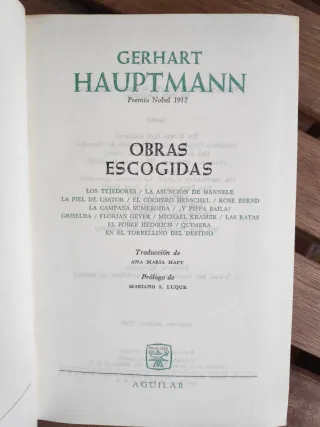 GERHART
HAUPTMANN
Premio Nobel 1912
OBRAS
ESCOGIDAS
LOS TEJEDORES / LA ASUNCIÓN DE HANNELE
LA PIEL DE CASTOR / EL COCHERO HENSCHEL / ROSE BERND
LA CAMPANA SUMERGIDA / ¡Y PIPPA BAILA!
GRISELDA / FLORIAN GEYER / MICHAEL KRAMER / LAS RATAS
EL POBRE HEINRICH / QUIMERA
EN EL TORBELLINO DEL DESTINO
Traducción de
ANA MARIA HAFT
Prólogo de
MARIANO S. LUQUE
AGUILAR